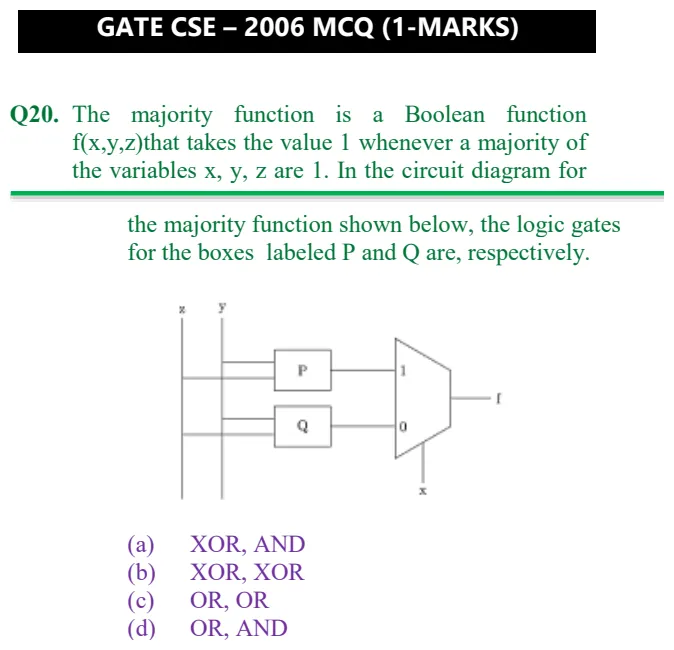 GATE CSE – 2006 MCQ (1-MARKS)
Q20. The majority function is a Boolean function
f(x,y,z)that takes the value 1 whenever a majority of
the variables x, y, z are 1. In the circuit diagram for
the majority function shown below, the logic gates
for the boxes labeled P and Q are, respectively.
z y
P 1
f
Q 0
x
(a) XOR, AND
(b) XOR, XOR
(c) OR, OR
(d) OR, AND